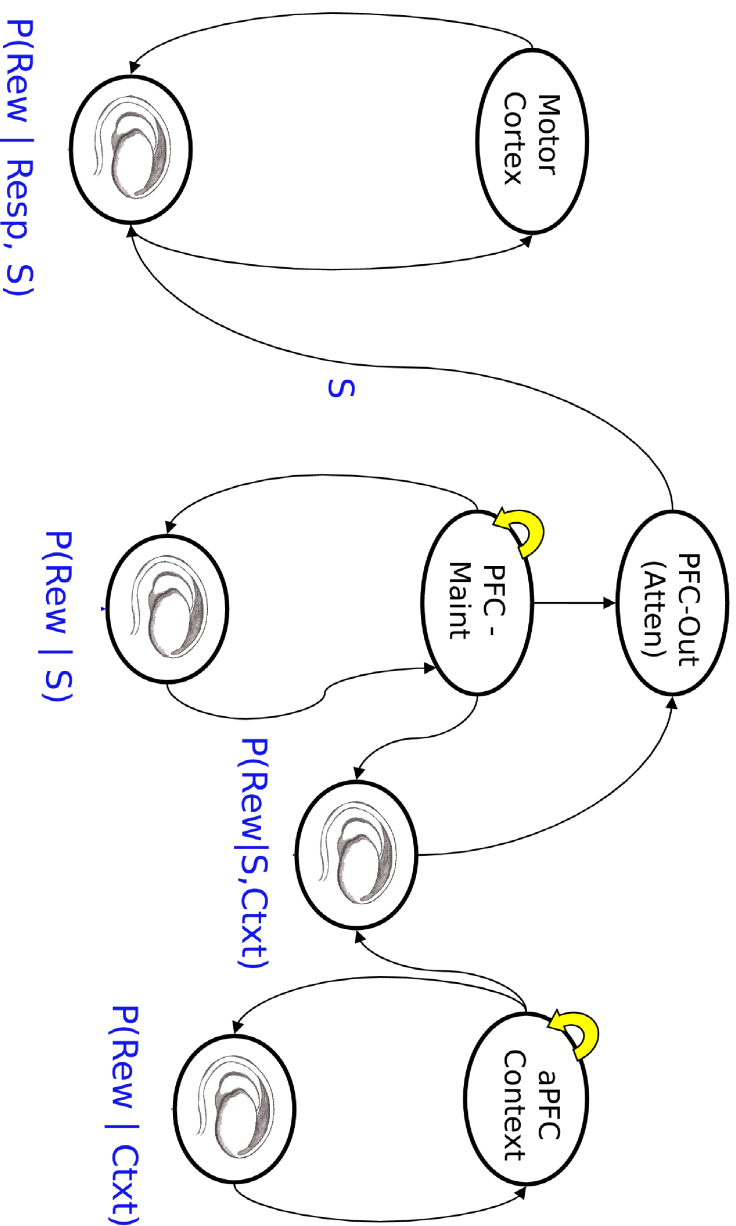 Motor
Cortex
P(Rew | Resp, S)
S
PFC-Out
(Atten)
PFC -
Maint
P(Rew | S)
P(Rew|S,Ctxt)
aPFC
Context
P(Rew | Ctxt)